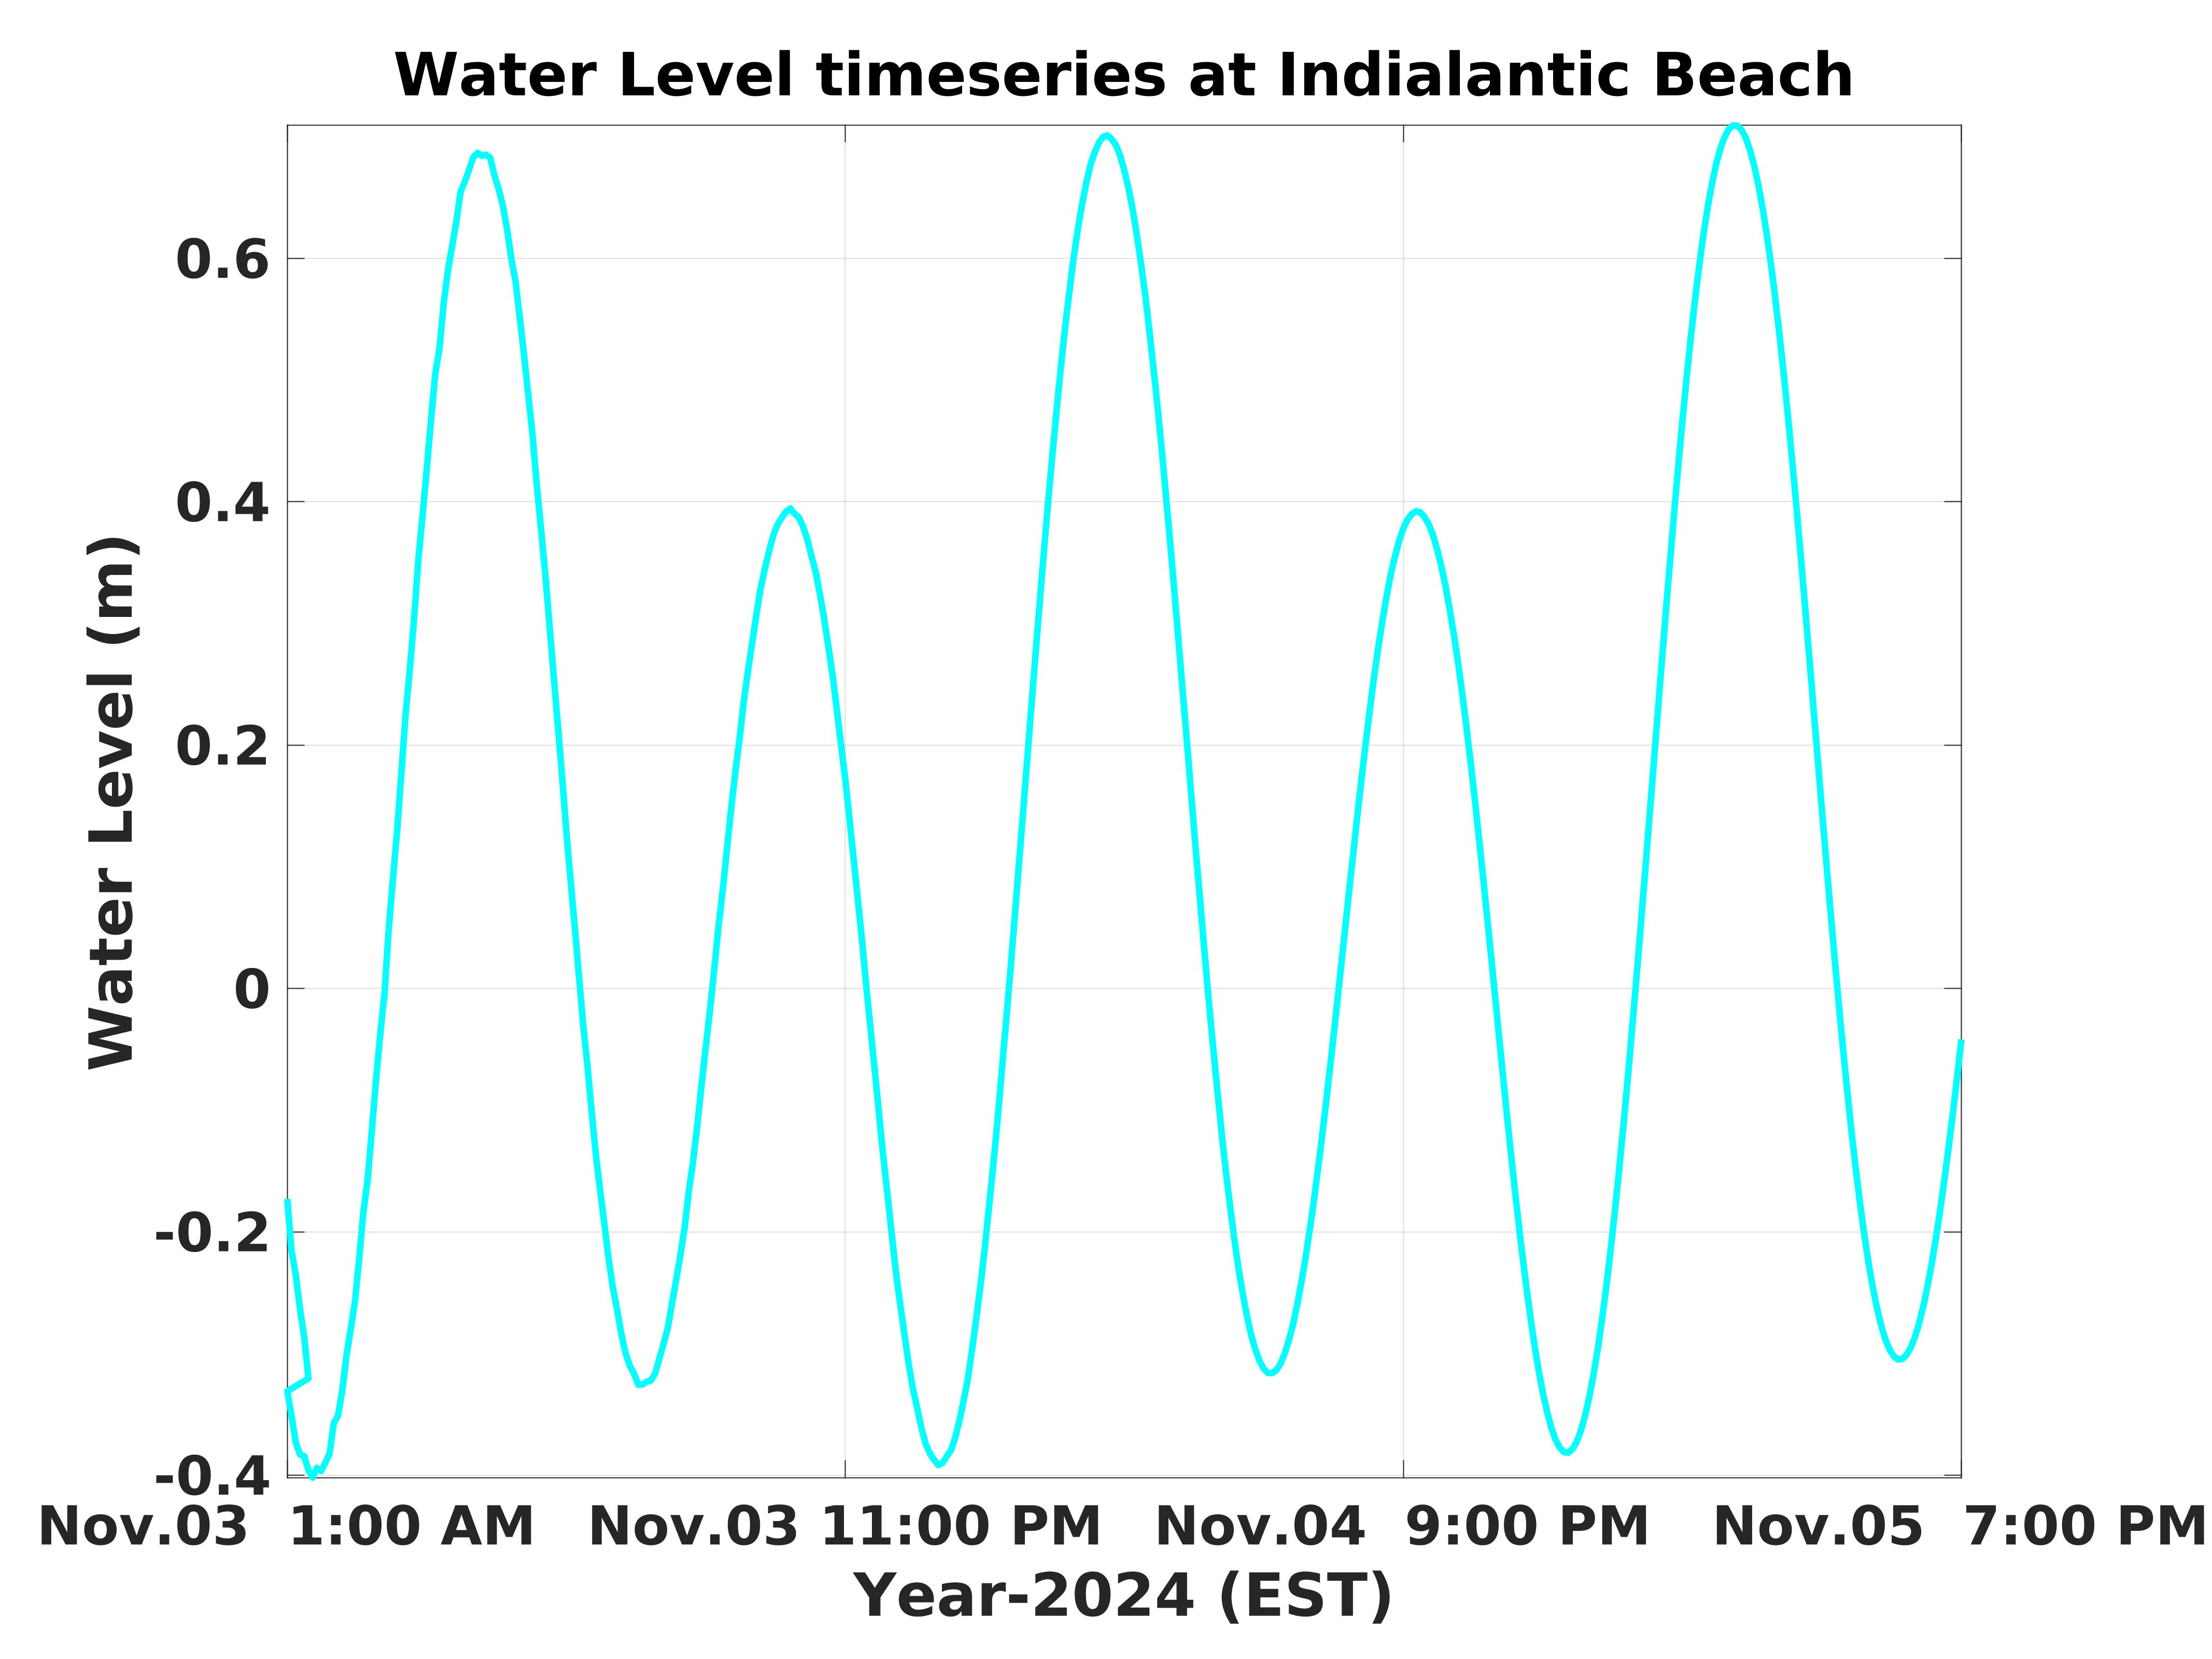 Water Level timeseries at Indialantic Beach
Water Level (m)
0.6
0.4
0.2
0
-0.2
-0.4
Nov.03 1:00 AM Nov.03 11:00 PM Nov.04 9:00 PM Nov.05 7:00 PM
Year-2024 (EST)